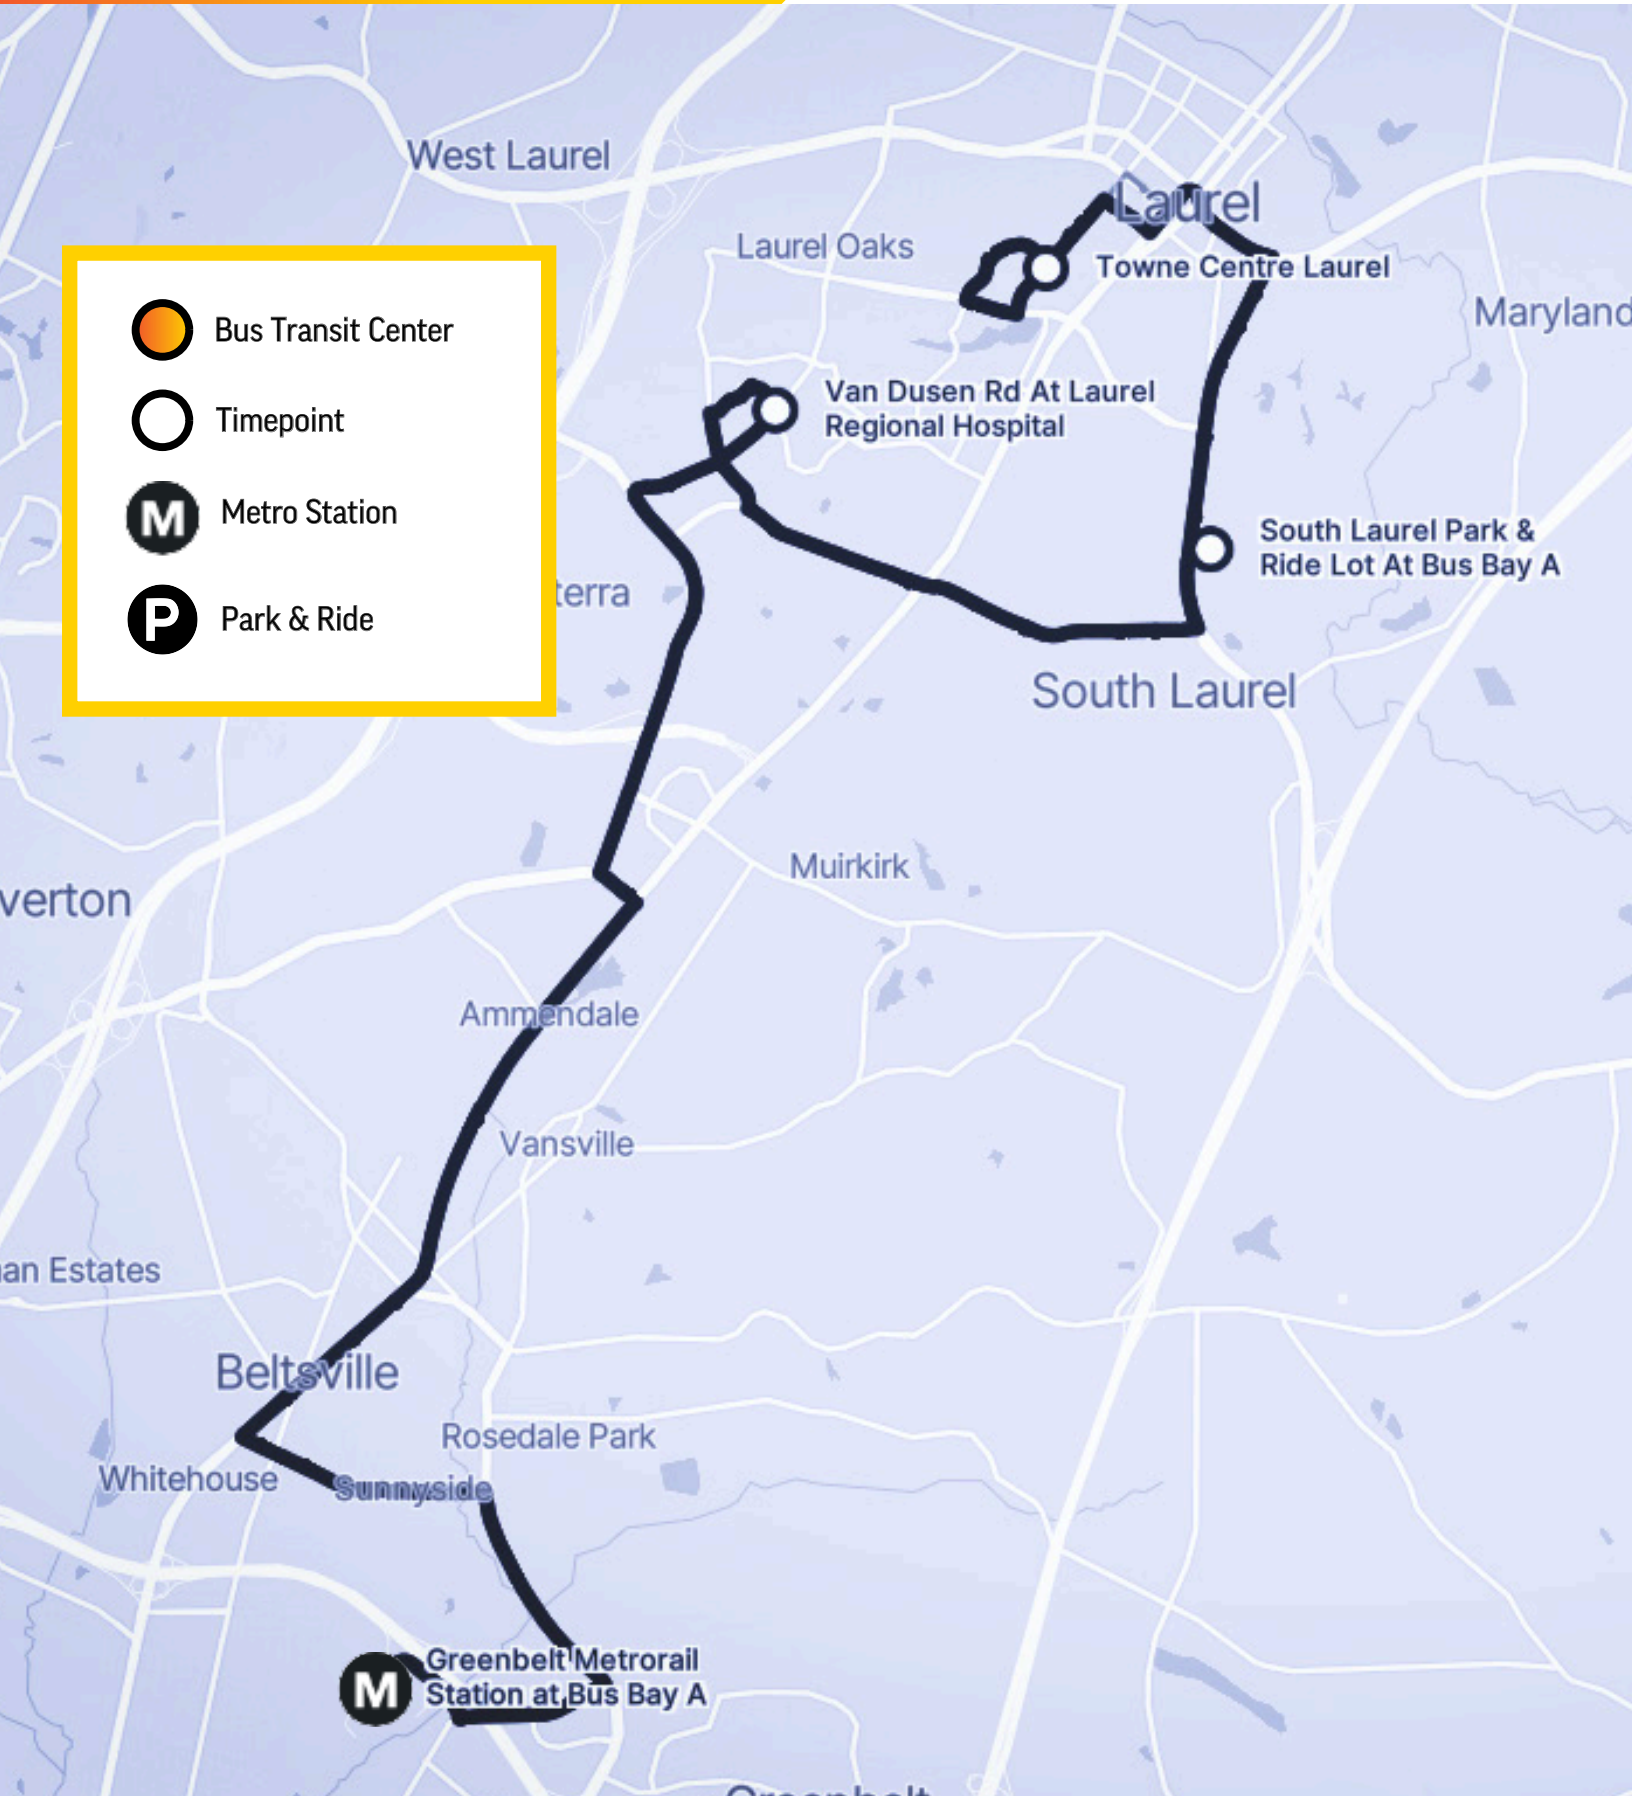 West Laurel
Laurel
Laurel Oaks
Towne Centre Laurel
Maryland
Bus Transit Center
Timepoint
M Metro Station
P Park & Ride
Van Dusen Rd At Laurel
Regional Hospital
South Laurel Park &
Ride Lot At Bus Bay A
terra
South Laurel
Muirkirk
verton
Ammendale
Vansville
an Estates
Beltsville
Rosedale Park
Whitehouse
Sunnyside
M
Greenbelt Metrorail
Station at Bus Bay A
Greenbelt